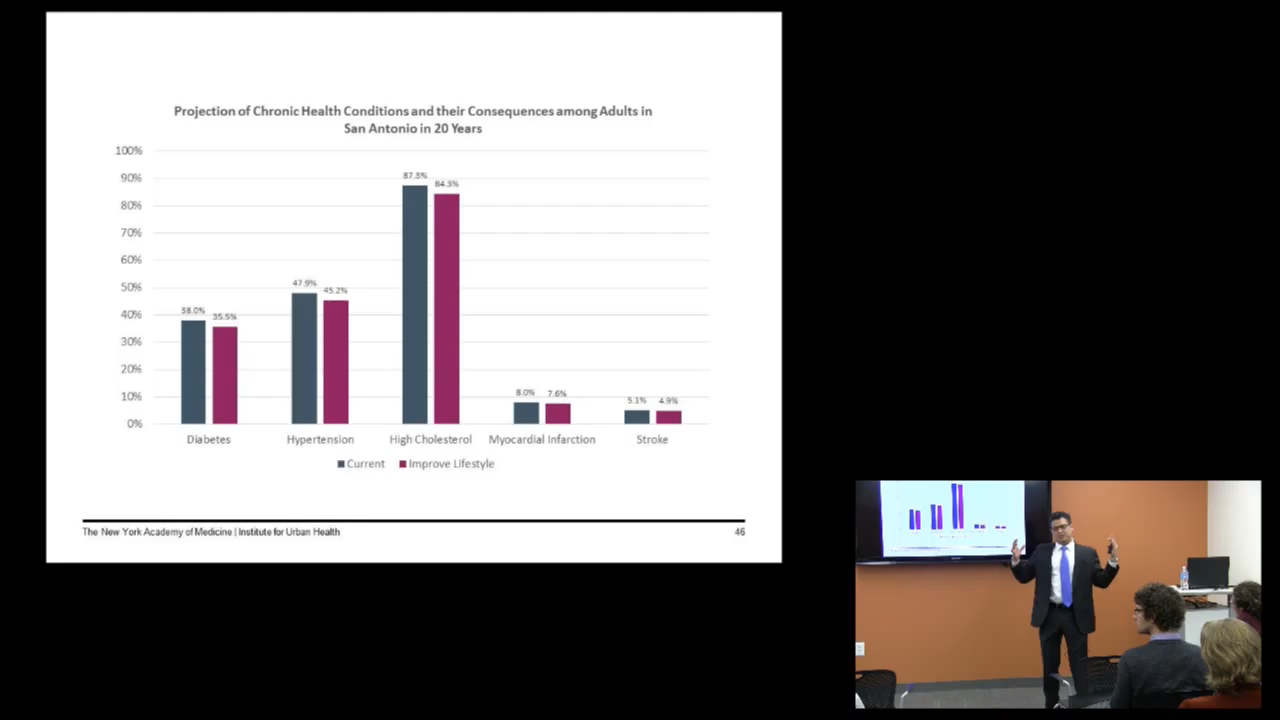 Projection of Chronic Health Conditions and their Consequences among Adults in
San Antonio in 20 Years
100%
90%
80%
70%
60%
50%
40%
30%
20%
10%
0%
38.0%
35.5%
47.9%
45.2%
87.3%
84.3%
8.0%
7.6%
5.1%
4.9%
Diabetes
Hypertension
High Cholesterol
Myocardial Infarction
Stroke
Current
Improve Lifestyle
The New York Academy of Medicine | Institute for Urban Health
46